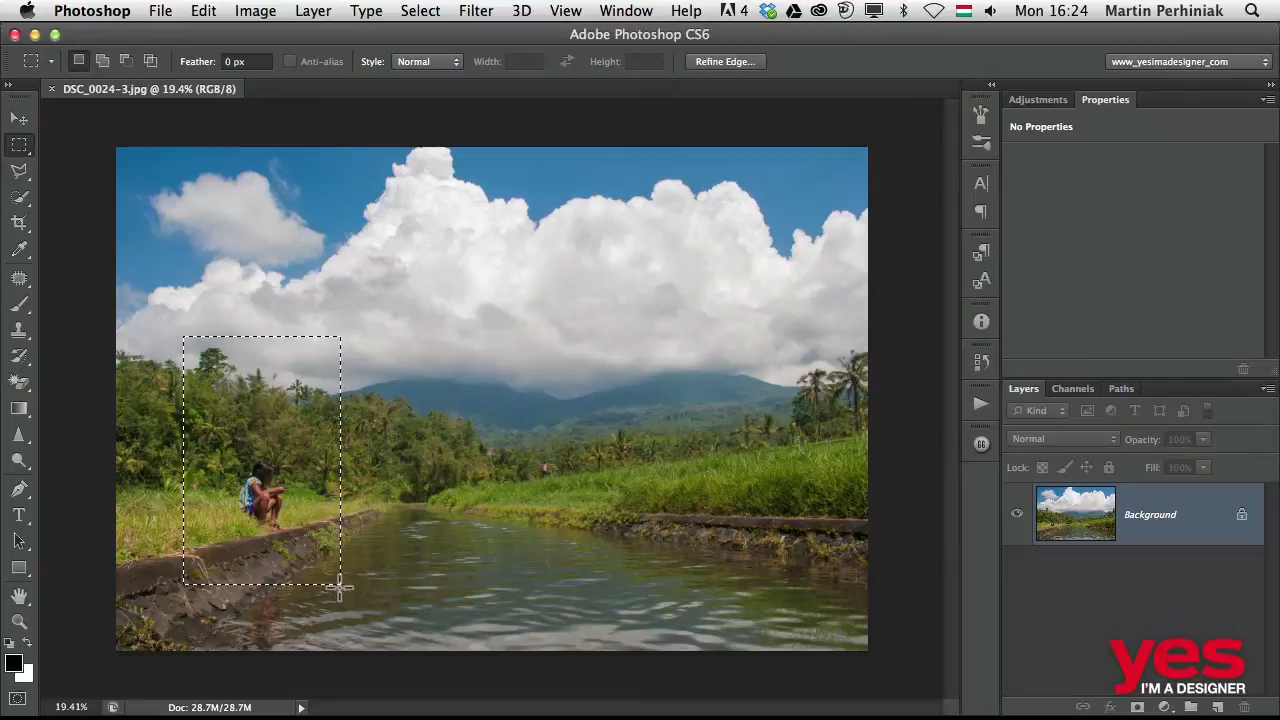 Photoshop File Edit Image Layer Type Select Filter 3D View Window Help 4 Mon 16:24 Martin Perhiniak
Adobe Photoshop CS6
Feather: 0 px Anti-alias Style: Normal Width: Height: Refine Edge... www_yesimadesigner_com
× DSC_0024-3.jpg @ 19.4% (RGB/8)
Adjustments Properties
No Properties
Layers Channels Paths
Kind
Normal Opacity: 100%
Lock: Fill: 100%
Background
yes
I'M A DESIGNER
19.41% Doc: 28.7M/28.7M